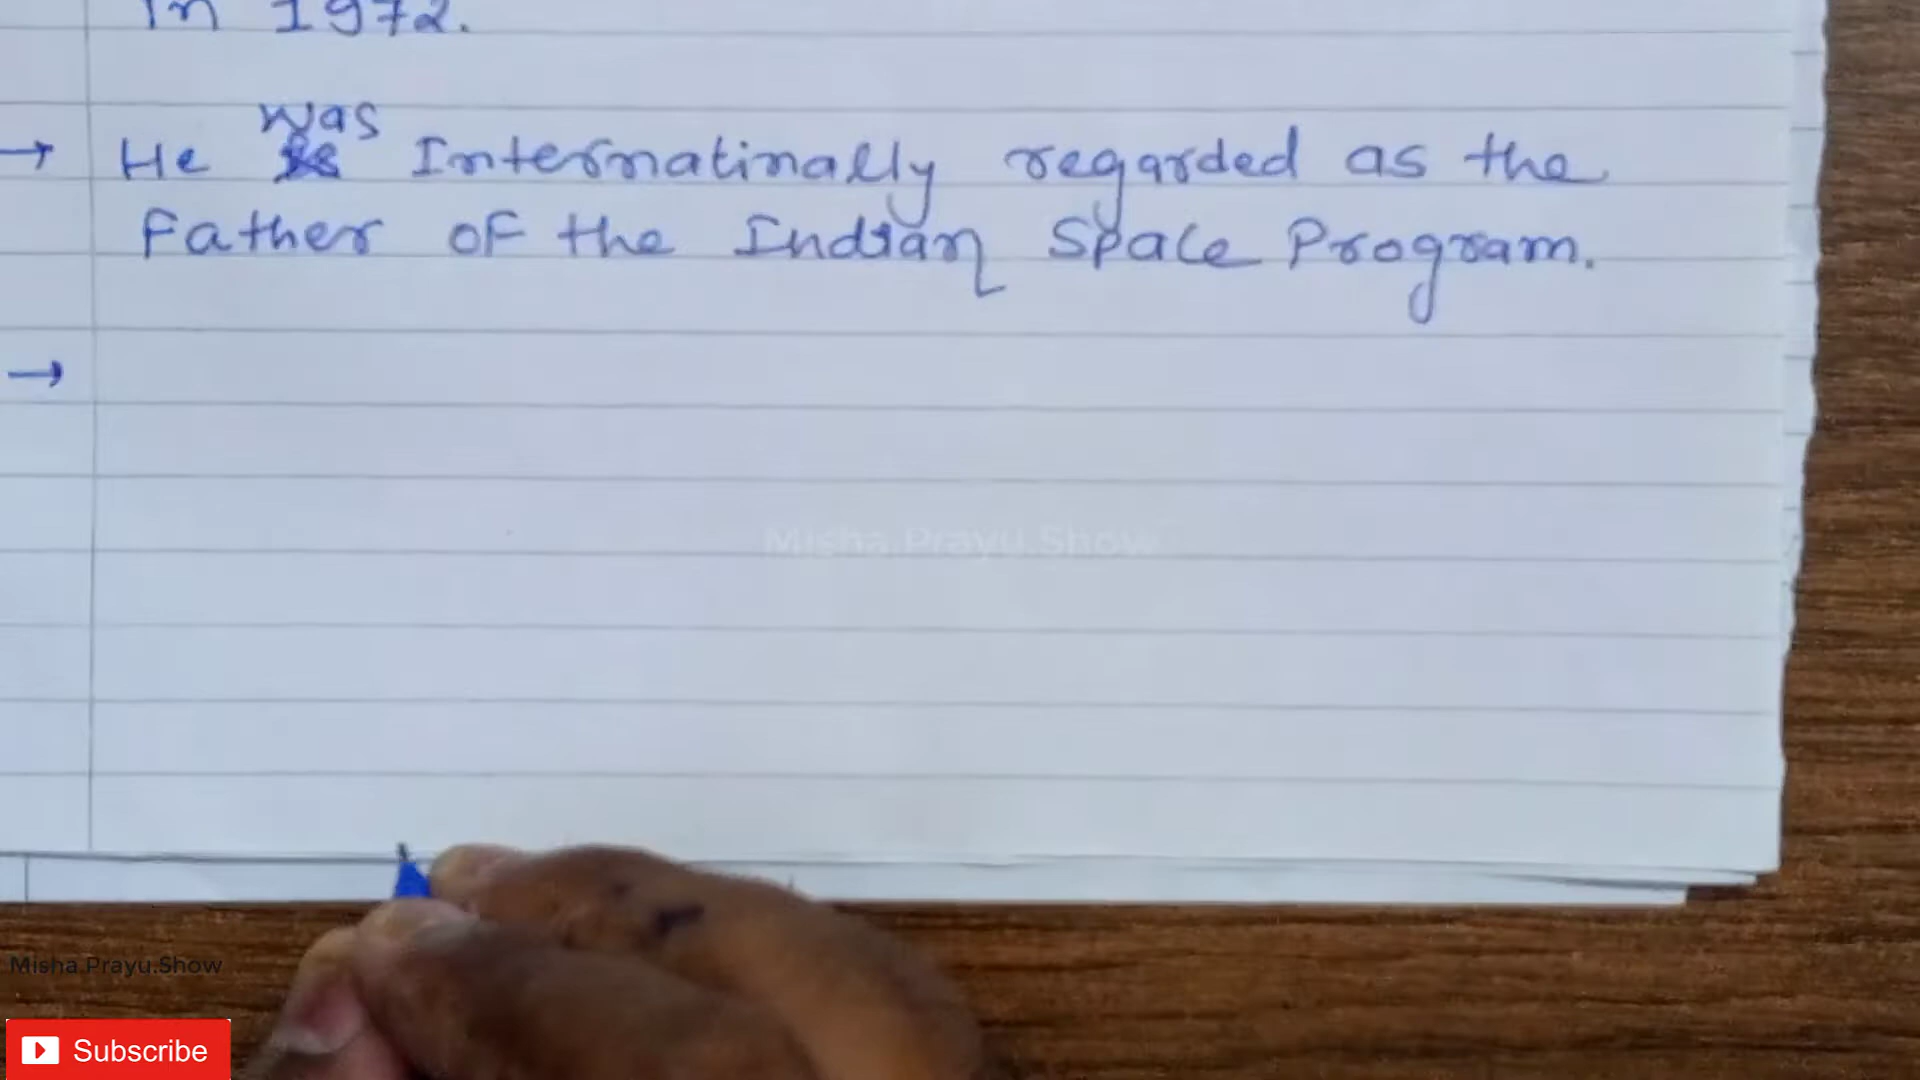 in 1972.
was
→ He is Internatinally regarded as the
Father of the Indian Space Program.
→
Misha.Prayu.Show
Misha.Prayu.Show
Subscribe